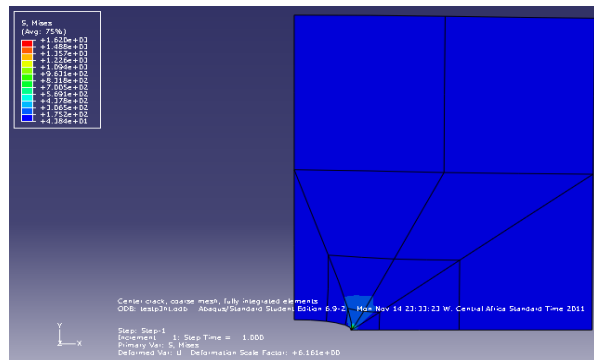 S, Mises
(Avg: 75%)
+1.620e+03
+1.488e+03
+1.357e+03
+1.226e+03
+1.094e+03
+9.631e+02
+8.318e+02
+7.005e+02
+5.691e+02
+4.378e+02
+3.065e+02
+1.752e+02
+4.384e+01
Center crack, coarse mesh, fully integrated elements
ODB: testp3nl.odb Abaqus/Standard Student Edition 6.9-2 Mon Nov 14 23:33:23 W. Central Africa Standard Time 2011
Y
X
Step: Step-1
Increment 1: Step Time = 1.000
Primary Var: S, Mises
Deformed Var: U Deformation Scale Factor: +6.161e+00